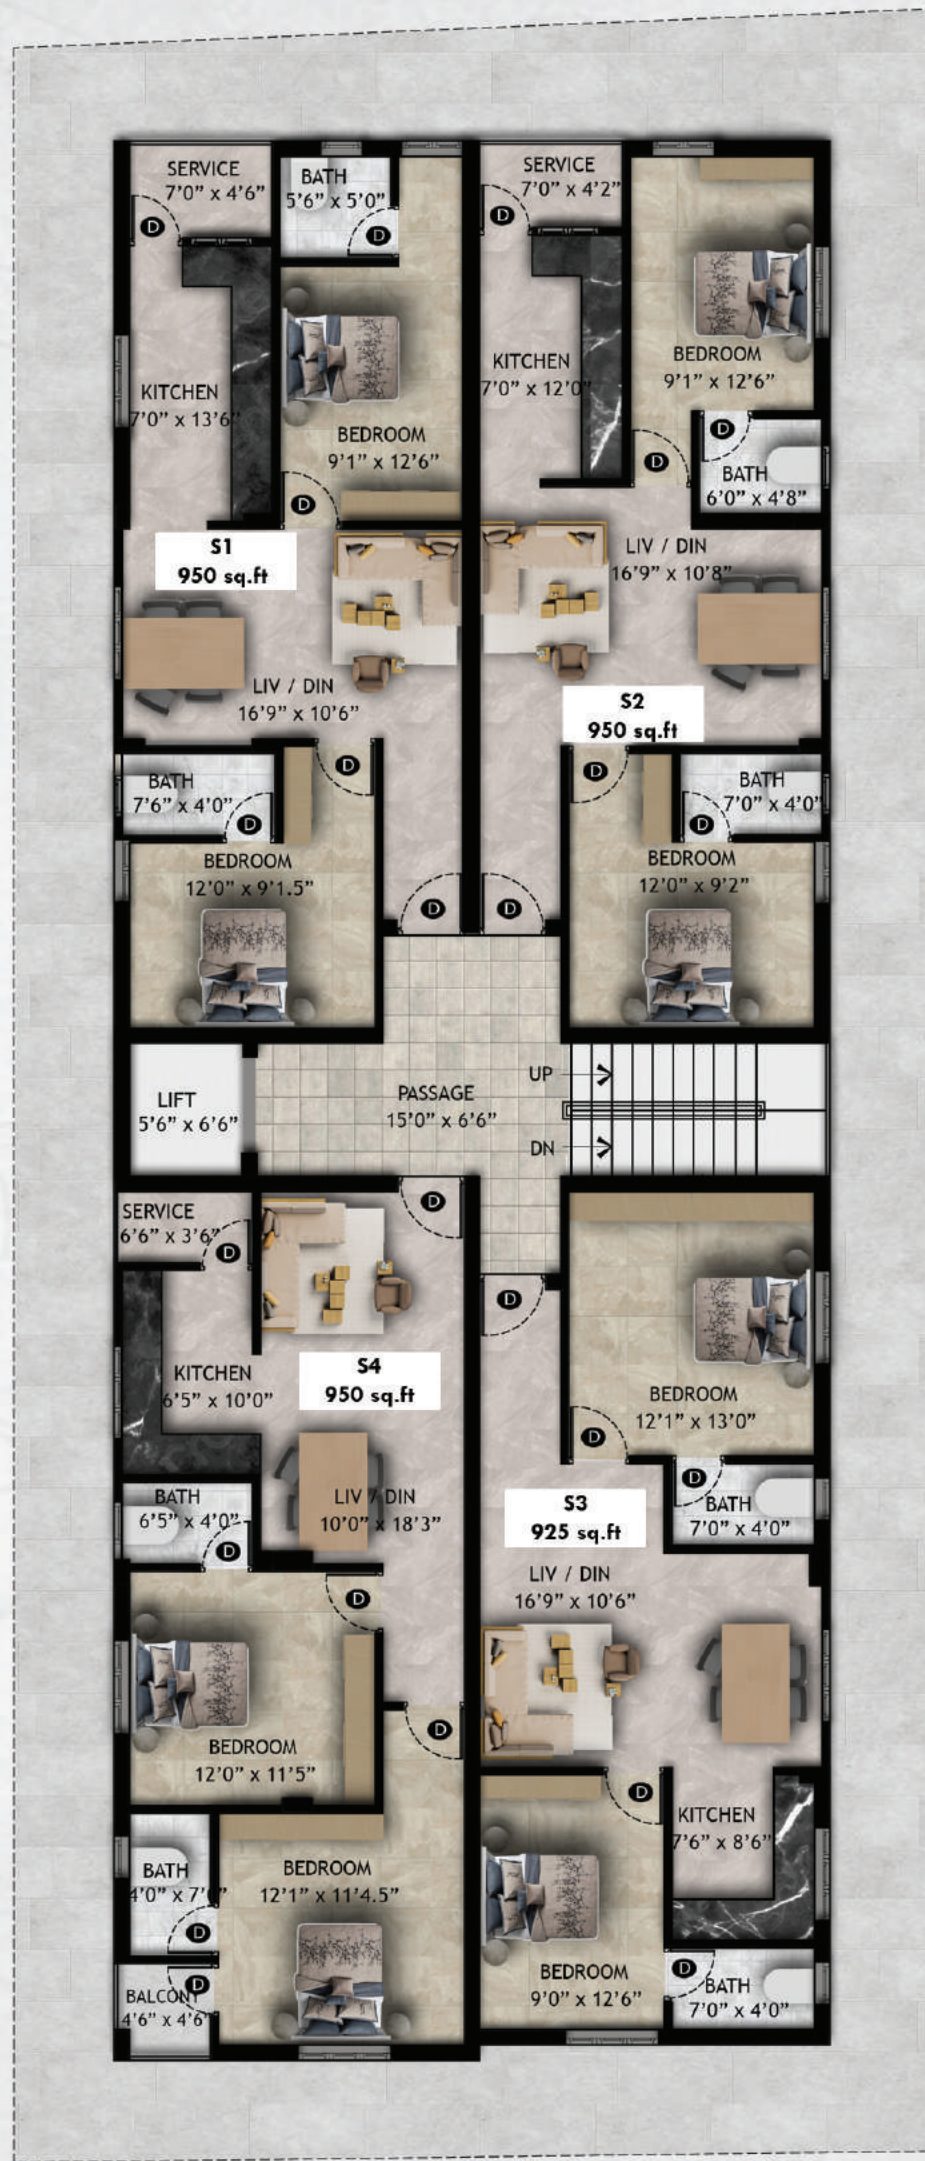 SERVICE
7'0" x 4'6"
BATH
5'6" x 5'0"
SERVICE
7'0" x 4'2"
D
D
D
KITCHEN
7'0" x 13'6"
BEDROOM
9'1" x 12'6"
KITCHEN
7'0" x 12'0"
BEDROOM
9'1" x 12'6"
D
D
D
BATH
6'0" x 4'8"
S1
950 sq.ft
LIV / DIN
16'9" x 10'8"
LIV / DIN
16'9" x 10'6"
S2
950 sq.ft
D
D
BATH
7'6" x 4'0"
BATH
7'0" x 4'0"
D
D
BEDROOM
12'0" x 9'1.5"
BEDROOM
12'0" x 9'2"
D
D
LIFT
5'6" x 6'6"
PASSAGE
15'0" x 6'6"
UP
DN
D
SERVICE
6'6" x 3'6"
D
D
S4
950 sq.ft
KITCHEN
6'5" x 10'0"
BEDROOM
12'1" x 13'0"
D
D
BATH
6'5" x 4'0"
LIV / DIN
10'0" x 18'3"
S3
925 sq.ft
BATH
7'0" x 4'0"
D
D
LIV / DIN
16'9" x 10'6"
D
BEDROOM
12'0" x 11'5"
D
KITCHEN
7'6" x 8'6"
BATH
4'0" x 7'0"
BEDROOM
12'1" x 11'4.5"
D
D
BALCONY
4'6" x 4'6"
BEDROOM
9'0" x 12'6"
D
BATH
7'0" x 4'0"